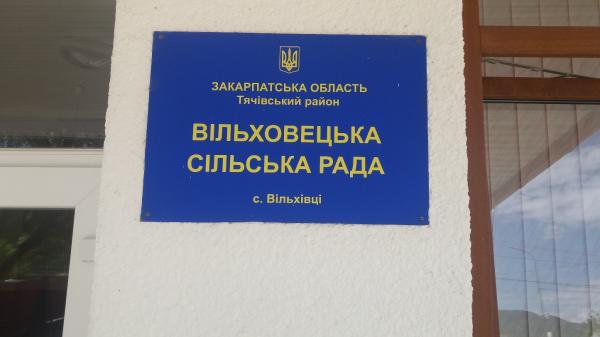 ЗАКАРПАТСЬКА ОБЛАСТЬ
Тячівський район
ВІЛЬХОВЕЦЬКА
СІЛЬСЬКА РАДА
с. Вільхівці